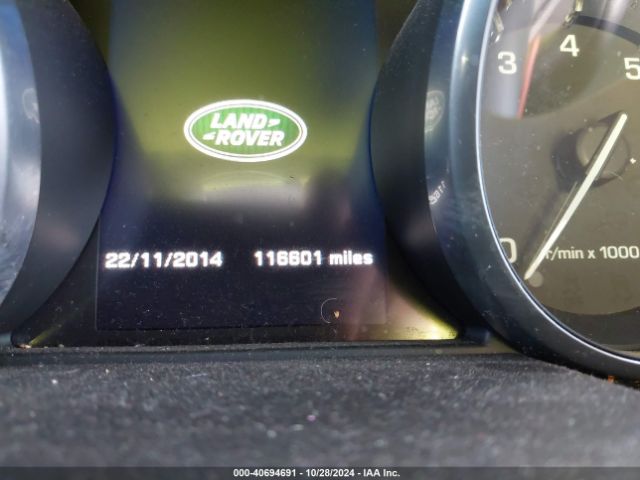 LAND
ROVER
22/11/2014 116601 miles
3
4
5
0
r/min x 1000
000-40694691 | 10/28/2024 | IAA Inc.